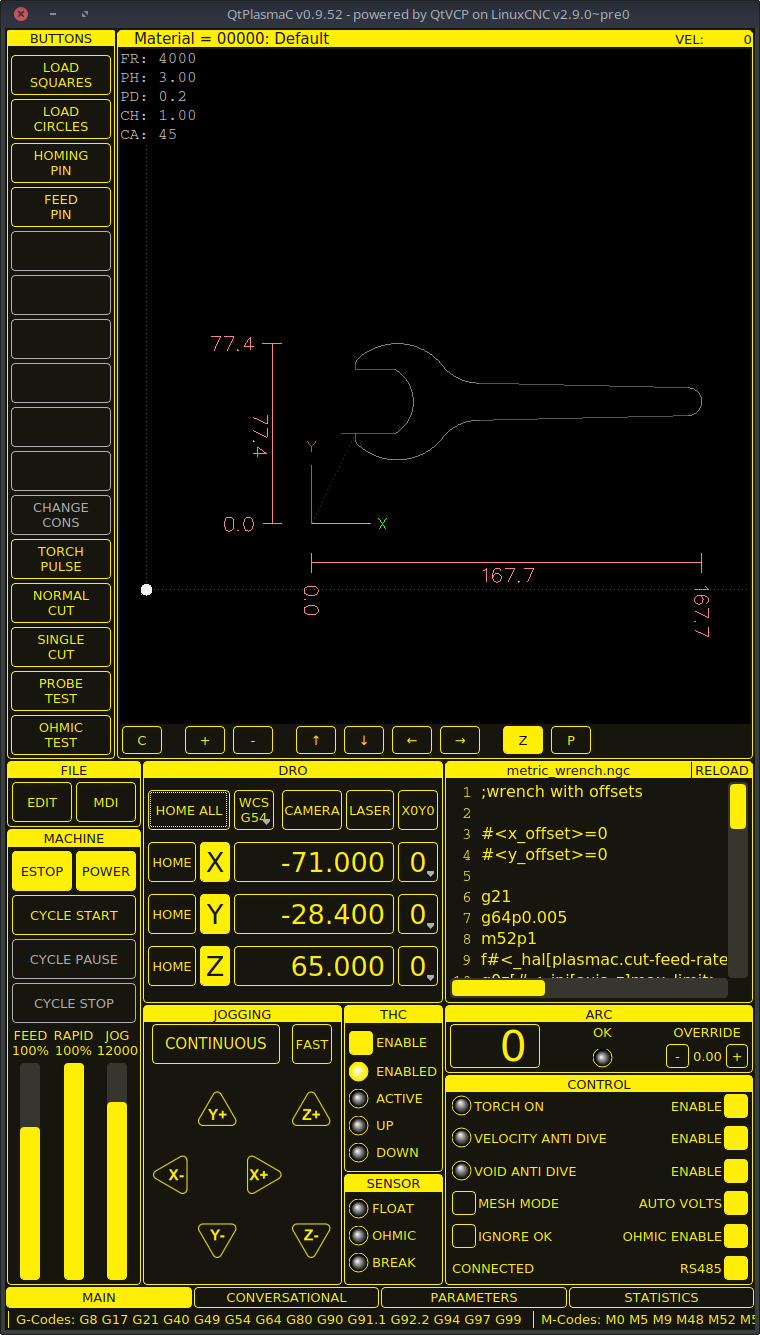 QtPlasmaC v0.9.52 - powered by QtVCP on LinuxCNC v2.9.0~pre0
BUTTONS
LOAD
SQUARES
LOAD
CIRCLES
HOMING
PIN
FEED
PIN
CHANGE
CONS
TORCH
PULSE
NORMAL
CUT
SINGLE
CUT
PROBE
TEST
OHMIC
TEST
Material = 00000: Default
VEL: 0
FR: 4000
PH: 3.00
PD: 0.2
CH: 1.00
CA: 45
77.4
77.4
0.0
Y
X
167.7
0.0
167.7
C + - ↑ ↓ ← → Z P
FILE
EDIT MDI
MACHINE
ESTOP POWER
CYCLE START
CYCLE PAUSE
CYCLE STOP
FEED RAPID JOG
100% 100% 12000
DRO
HOME ALL
WCS
G54
CAMERA LASER X0Y0
HOME X -71.000 0
HOME Y -28.400 0
HOME Z 65.000 0
metric_wrench.ngc RELOAD
1 ;wrench with offsets
2
3 #<x_offset>=0
4 #<y_offset>=0
5
6 g21
7 g64p0.005
8 m52p1
9 f#<_hal[plasmac.cut-feed-rate
JOGGING
CONTINUOUS FAST
Y+ Z+
X- X+
Y- Z-
THC
ENABLE
ENABLED
ACTIVE
UP
DOWN
SENSOR
FLOAT
OHMIC
BREAK
ARC
0
OK
OVERRIDE
- 0.00 +
CONTROL
TORCH ON ENABLE
VELOCITY ANTI DIVE ENABLE
VOID ANTI DIVE ENABLE
MESH MODE AUTO VOLTS
IGNORE OK OHMIC ENABLE
CONNECTED RS485
MAIN CONVERSATIONAL PARAMETERS STATISTICS
G-Codes: G8 G17 G21 G40 G49 G54 G64 G80 G90 G91.1 G92.2 G94 G97 G99
M-Codes: M0 M5 M9 M48 M52 M5